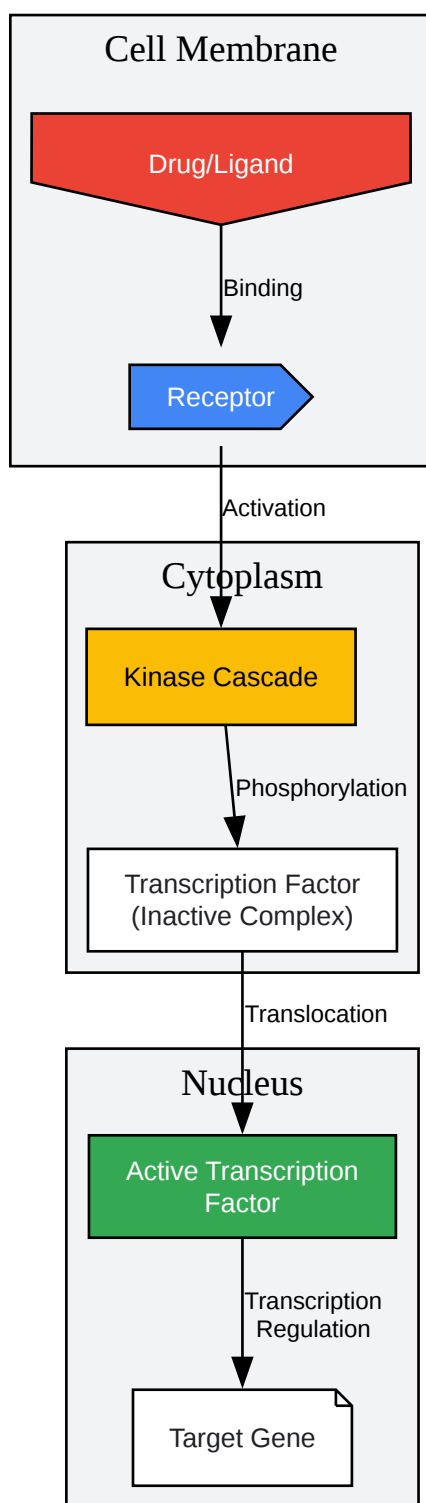 Cell Membrane
Drug/Ligand
Binding
Receptor
Activation
Cytoplasm
Kinase Cascade
Phosphorylation
Transcription Factor
(Inactive Complex)
Translocation
Nucleus
Active Transcription
Factor
Transcription
Regulation
Target Gene